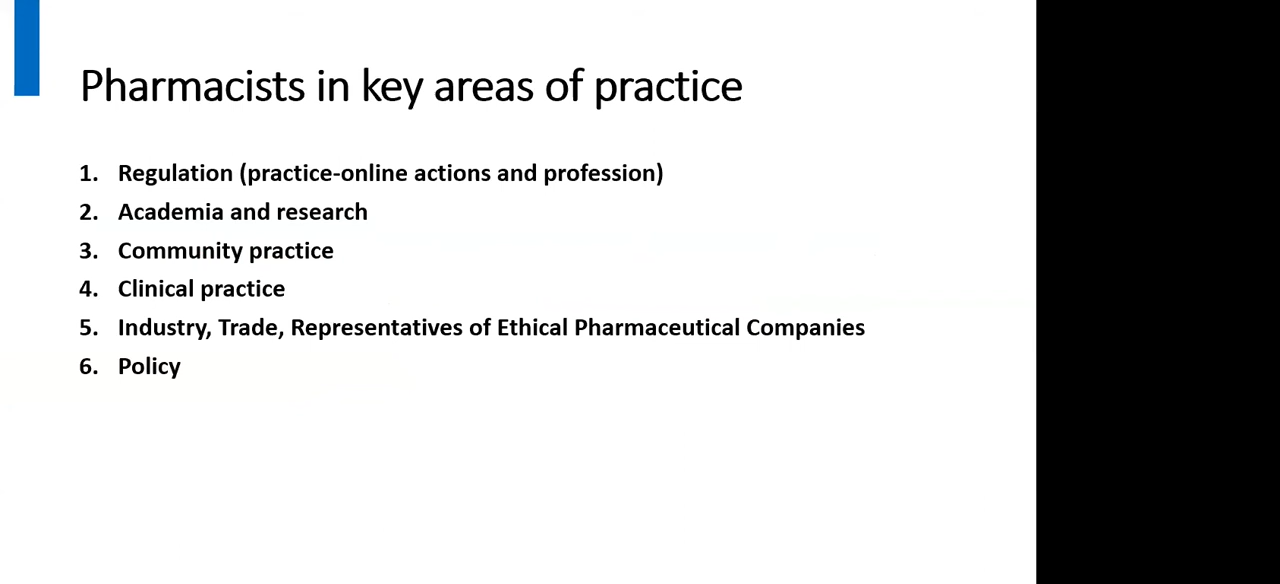 Pharmacists in key areas of practice
1. Regulation (practice-online actions and profession)
2. Academia and research
3. Community practice
4. Clinical practice
5. Industry, Trade, Representatives of Ethical Pharmaceutical Companies
6. Policy